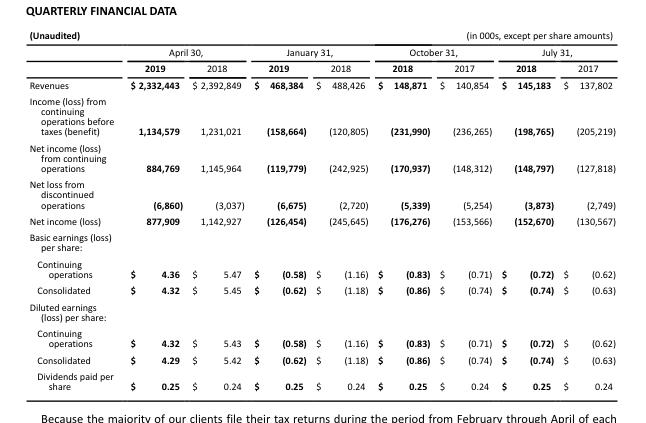 QUARTERLY FINANCIAL DATA
(Unaudited) (in 000s, except per share amounts)
April 30, January 31, October 31, July 31,
2019 2018 2019 2018 2018 2017 2018 2017
Revenues $ 2,332,443 $ 2,392,849 $ 468,384 $ 488,426 $ 148,871 $ 140,854 $ 145,183 $ 137,802
Income (loss) from
continuing
operations before
taxes (benefit) 1,134,579 1,231,021 (158,664) (120,805) (231,990) (236,265) (198,765) (205,219)
Net income (loss)
from continuing
operations 884,769 1,145,964 (119,779) (242,925) (170,937) (148,312) (148,797) (127,818)
Net loss from
discontinued
operations (6,860) (3,037) (6,675) (2,720) (5,339) (5,254) (3,873) (2,749)
Net income (loss) 877,909 1,142,927 (126,454) (245,645) (176,276) (153,566) (152,670) (130,567)
Basic earnings (loss)
per share:
Continuing
operations $ 4.36 $ 5.47 $ (0.58) $ (1.16) $ (0.83) $ (0.71) $ (0.72) $ (0.62)
Consolidated $ 4.32 $ 5.45 $ (0.62) $ (1.18) $ (0.86) $ (0.74) $ (0.74) $ (0.63)
Diluted earnings
(loss) per share:
Continuing
operations $ 4.32 $ 5.43 $ (0.58) $ (1.16) $ (0.83) $ (0.71) $ (0.72) $ (0.62)
Consolidated $ 4.29 $ 5.42 $ (0.62) $ (1.18) $ (0.86) $ (0.74) $ (0.74) $ (0.63)
Dividends paid per
share $ 0.25 $ 0.24 $ 0.25 $ 0.24 $ 0.25 $ 0.24 $ 0.25 $ 0.24
Because the majority of our clients file their tax returns during the period from February through April of each